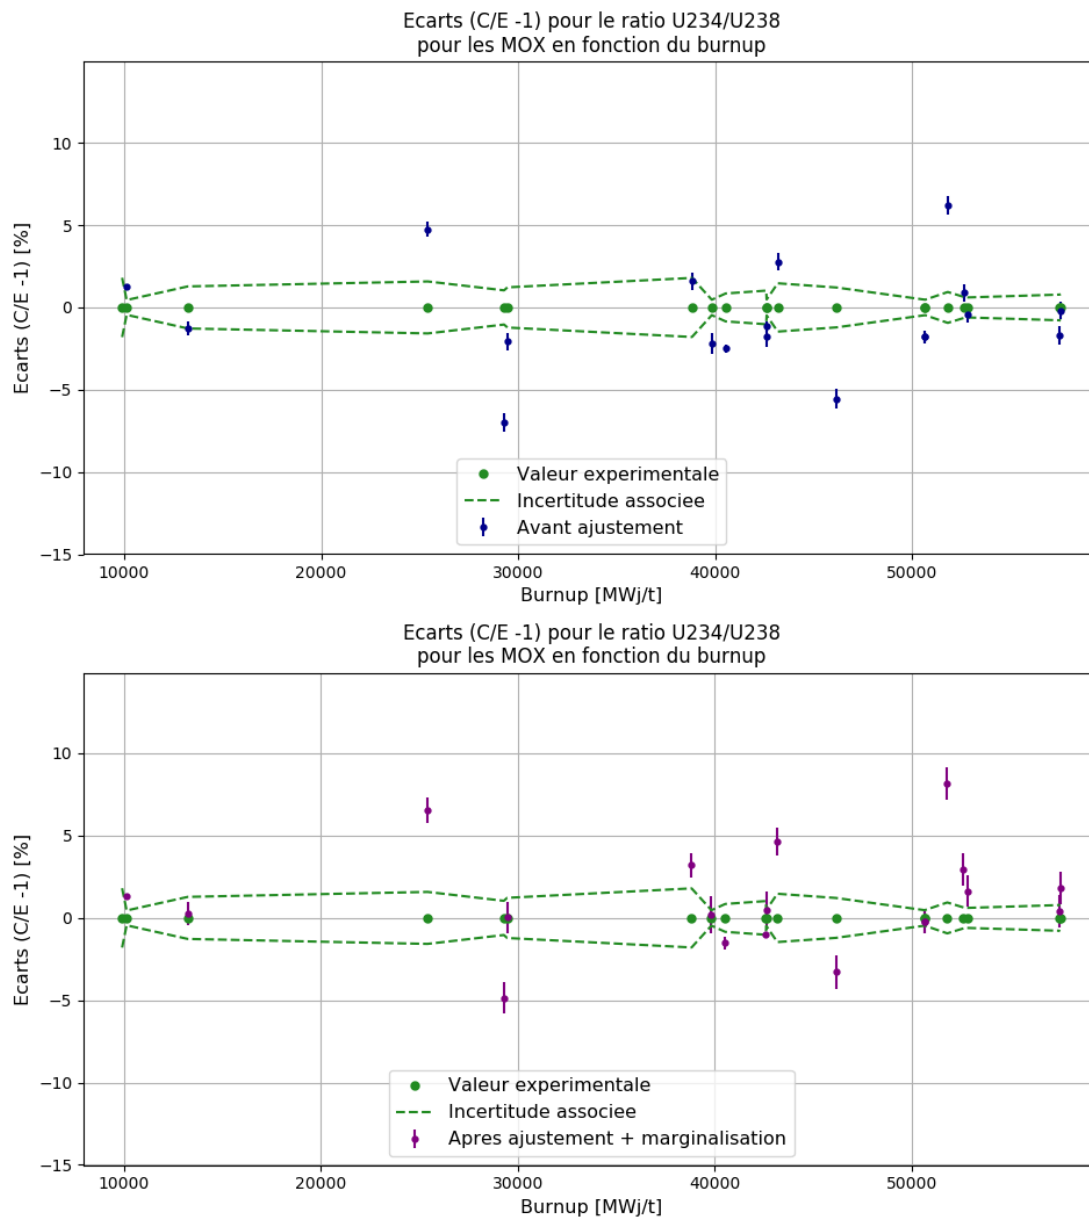 Ecarts (C/E -1) pour le ratio U234/U238
pour les MOX en fonction du burnup
Ecarts (C/E -1) [%]
10
5
0
−5
−10
−15
Valeur experimentale
Incertitude associee
Avant ajustement
10000
20000
30000
40000
50000
Burnup [MWj/t]
Ecarts (C/E -1) pour le ratio U234/U238
pour les MOX en fonction du burnup
Ecarts (C/E -1) [%]
10
5
0
−5
−10
−15
Valeur experimentale
Incertitude associee
Apres ajustement + marginalisation
10000
20000
30000
40000
50000
Burnup [MWj/t]